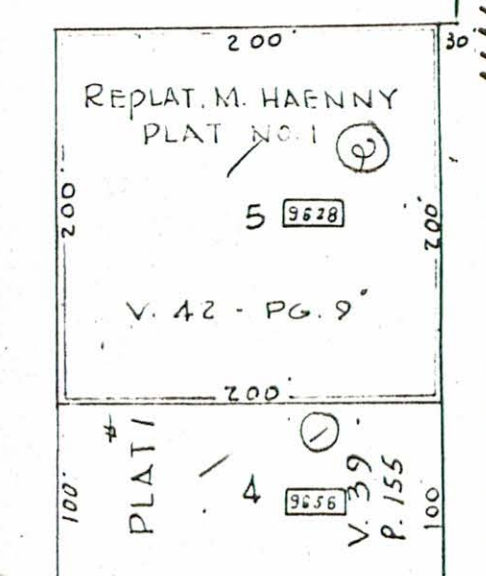 200'
30'
REPLAT. M. HAENNY
PLAT NO. 1
2
200
5 9628
200'
V. 42 - PG. 9
200'
# PLAT 1
1
100'
4 9656
V. 39
P. 155
100